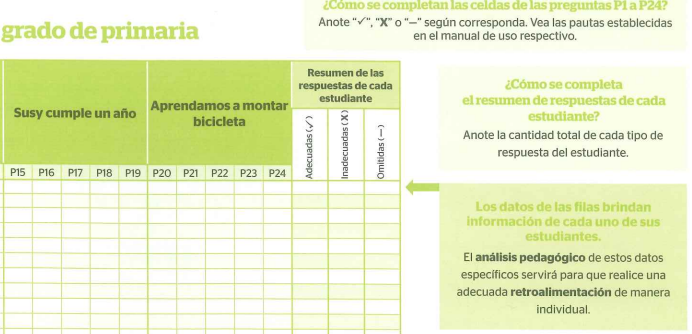 ¿Cómo se completan las celdas de las preguntas P1 a P24?
Anote "✓", "X" o "—" según corresponda. Vea las pautas establecidas
en el manual de uso respectivo.
grado de primaria
Susy cumple un año
Aprendamos a montar
bicicleta
Resumen de las
respuestas de cada
estudiante
Adecuadas (✓)
Inadecuadas (X)
Omitidas (—)
P15 P16 P17 P18 P19 P20 P21 P22 P23 P24
¿Cómo se completa
el resumen de respuestas de cada
estudiante?
Anote la cantidad total de cada tipo de
respuesta del estudiante.
Los datos de las filas brindan
información de cada uno de sus
estudiantes.
El análisis pedagógico de estos datos
específicos servirá para que realice una
adecuada retroalimentación de manera
individual.